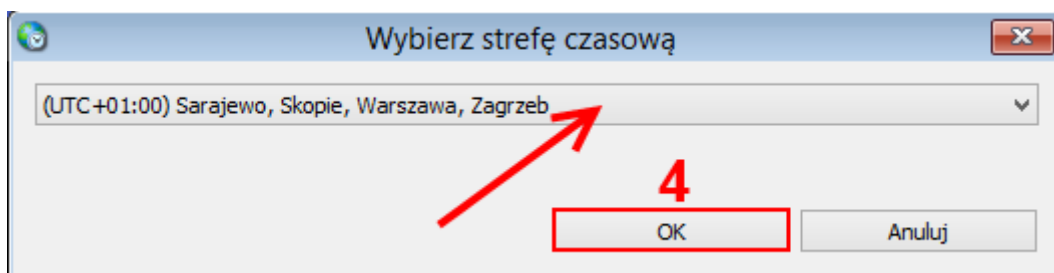 Wybierz strefę czasową
(UTC+01:00) Sarajewo, Skopie, Warszawa, Zagrzeb
4
OK Anuluj